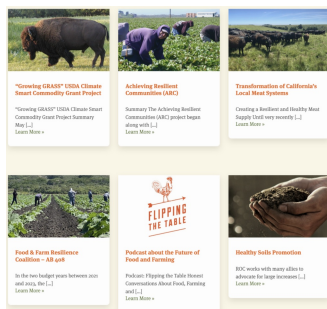 "Growing GRASS" USDA Climate
Smart Commodity Grant Project
"Growing GRASS" USDA Climate
Smart Commodity Grant Project Summary
May [...]
Learn More »
Achieving Resilient
Communities (ARC)
Summary The Achieving Resilient
Communities (ARC) project began
along with [...]
Learn More »
Transformation of California's
Local Meat Systems
Creating a Resilient and Healthy Meat
Supply Until very recently [...]
Learn More »
Food & Farm Resilience
Coalition – AB 408
In the two budget years between 2021
and 2023, the [...]
Learn More »
FLIPPING
THE TABLE
Podcast about the Future of
Food and Farming
Podcast: Flipping the Table Honest
Conversations About Food, Farming
and [...]
Learn More »
Healthy Soils Promotion
ROC works with many allies to
advocate for large increases [...]
Learn More »